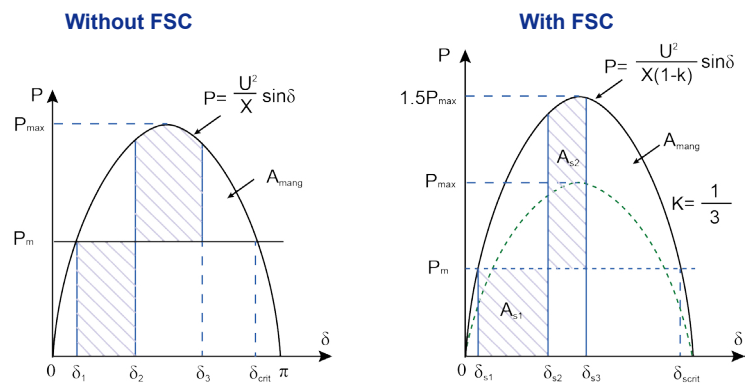 Without FSC
P
P = U²/X sinδ
Pmax
Amang
Pm
0 δ1 δ2 δ3 δcrit π δ
With FSC
P
P = U²/X(1-k) sinδ
1.5Pmax
As2
Amang
Pmax
K = 1/3
Pm
As1
0 δs1 δs2 δs3 δscrit δ